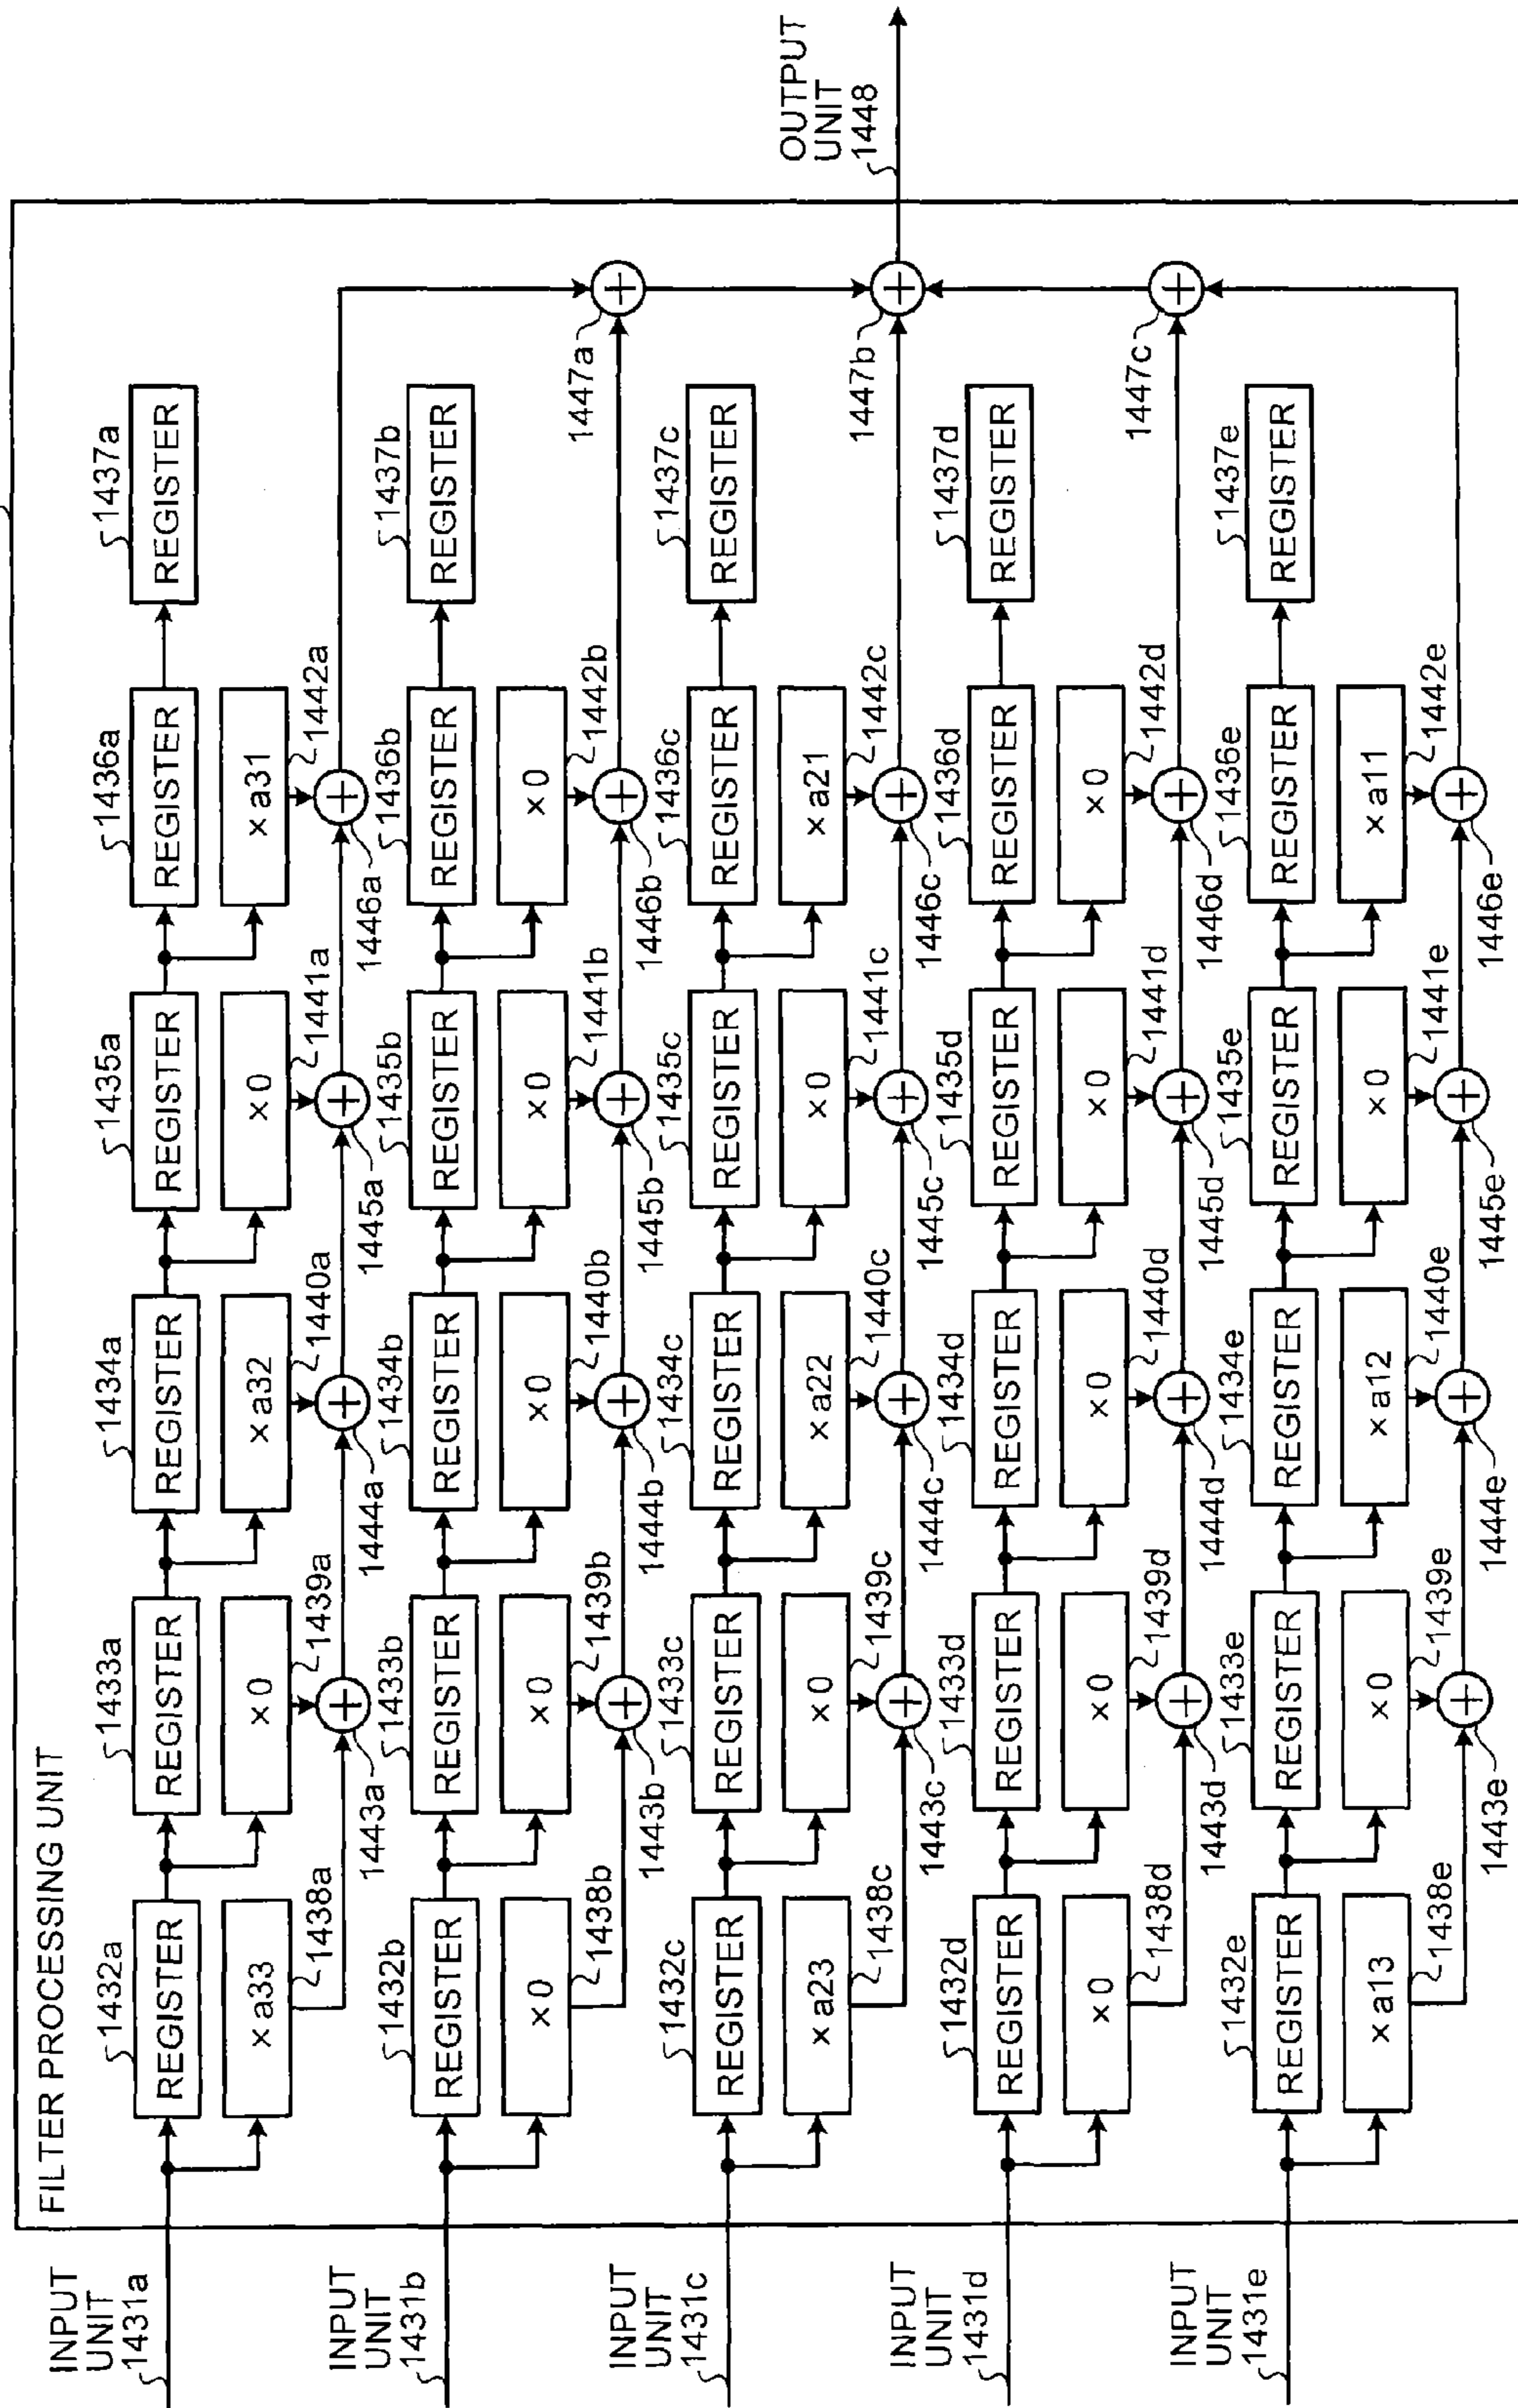 FILTER PROCESSING UNIT
INPUT
UNIT
1431a
1432a
1433a
1434a
1435a
1436a
1437a
REGISTER
REGISTER
REGISTER
REGISTER
REGISTER
REGISTER
×a33
×0
×a32
×0
×a31
1438a
1439a
1440a
1441a
1442a
1443a
1444a
1445a
1446a
INPUT
UNIT
1431b
1432b
1433b
1434b
1435b
1436b
1437b
REGISTER
REGISTER
REGISTER
REGISTER
REGISTER
REGISTER
×0
×0
×0
×0
×0
1438b
1439b
1440b
1441b
1442b
1443b
1444b
1445b
1446b
1447a
INPUT
UNIT
1431c
1432c
1433c
1434c
1435c
1436c
1437c
REGISTER
REGISTER
REGISTER
REGISTER
REGISTER
REGISTER
×a23
×0
×a22
×0
×a21
1438c
1439c
1440c
1441c
1442c
1443c
1444c
1445c
1446c
1447b
OUTPUT
UNIT
1448
INPUT
UNIT
1431d
1432d
1433d
1434d
1435d
1436d
1437d
REGISTER
REGISTER
REGISTER
REGISTER
REGISTER
REGISTER
×0
×0
×0
×0
×0
1438d
1439d
1440d
1441d
1442d
1443d
1444d
1445d
1446d
1447c
INPUT
UNIT
1431e
1432e
1433e
1434e
1435e
1436e
1437e
REGISTER
REGISTER
REGISTER
REGISTER
REGISTER
REGISTER
×a13
×0
×a12
×0
×a11
1438e
1439e
1440e
1441e
1442e
1443e
1444e
1445e
1446e